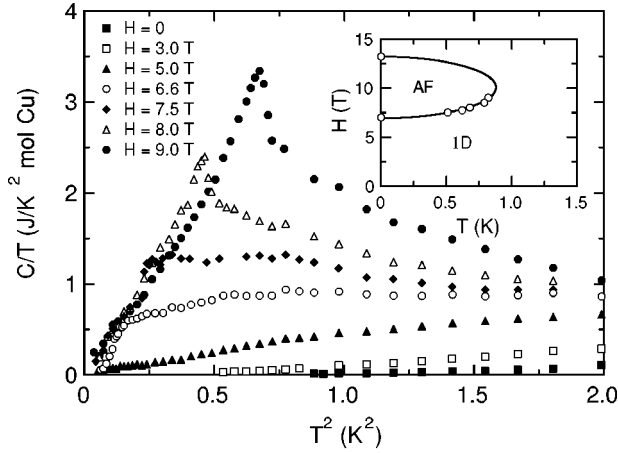 4
3
2
1
0
C/T (J/K² mol Cu)
H = 0
H = 3.0 T
H = 5.0 T
H = 6.6 T
H = 7.5 T
H = 8.0 T
H = 9.0 T
15
10
5
0
H (T)
AF
1D
0
0.5
1
1.5
T (K)
0.0
0.5
1.0
1.5
2.0
T² (K²)